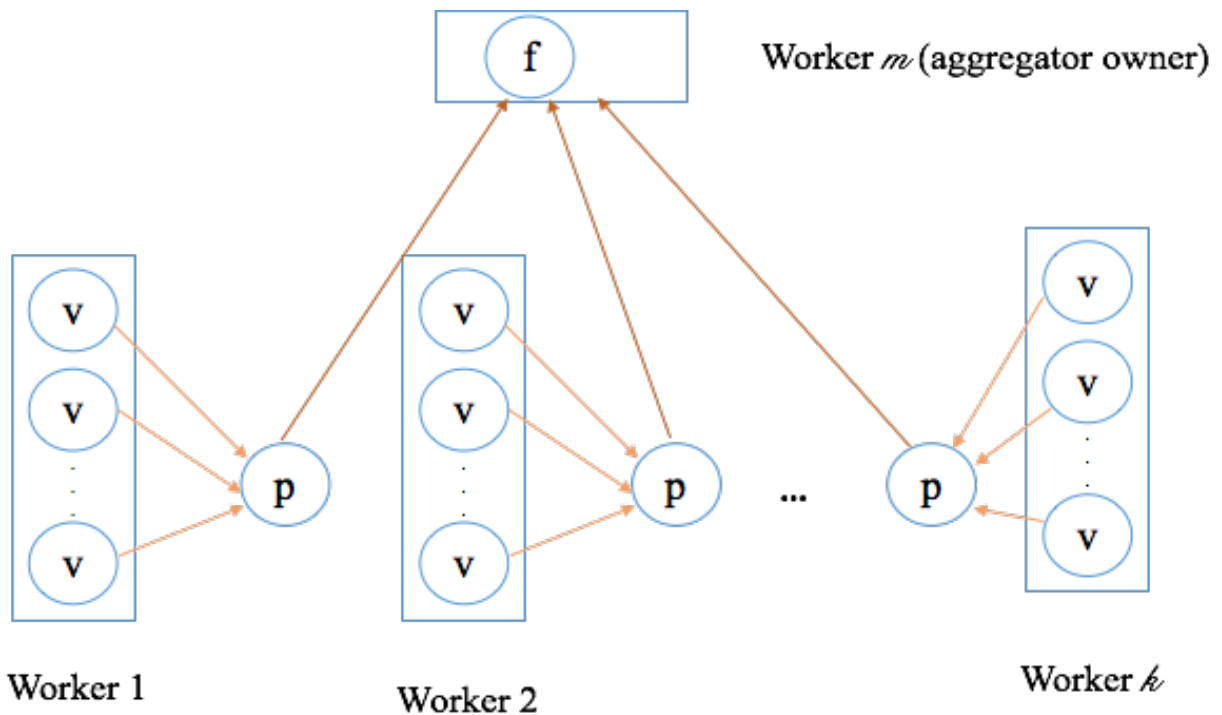 f
Worker m (aggregator owner)
v
v
v
v
v
v
v
v
v
p
p
...
p
Worker 1
Worker 2
Worker k